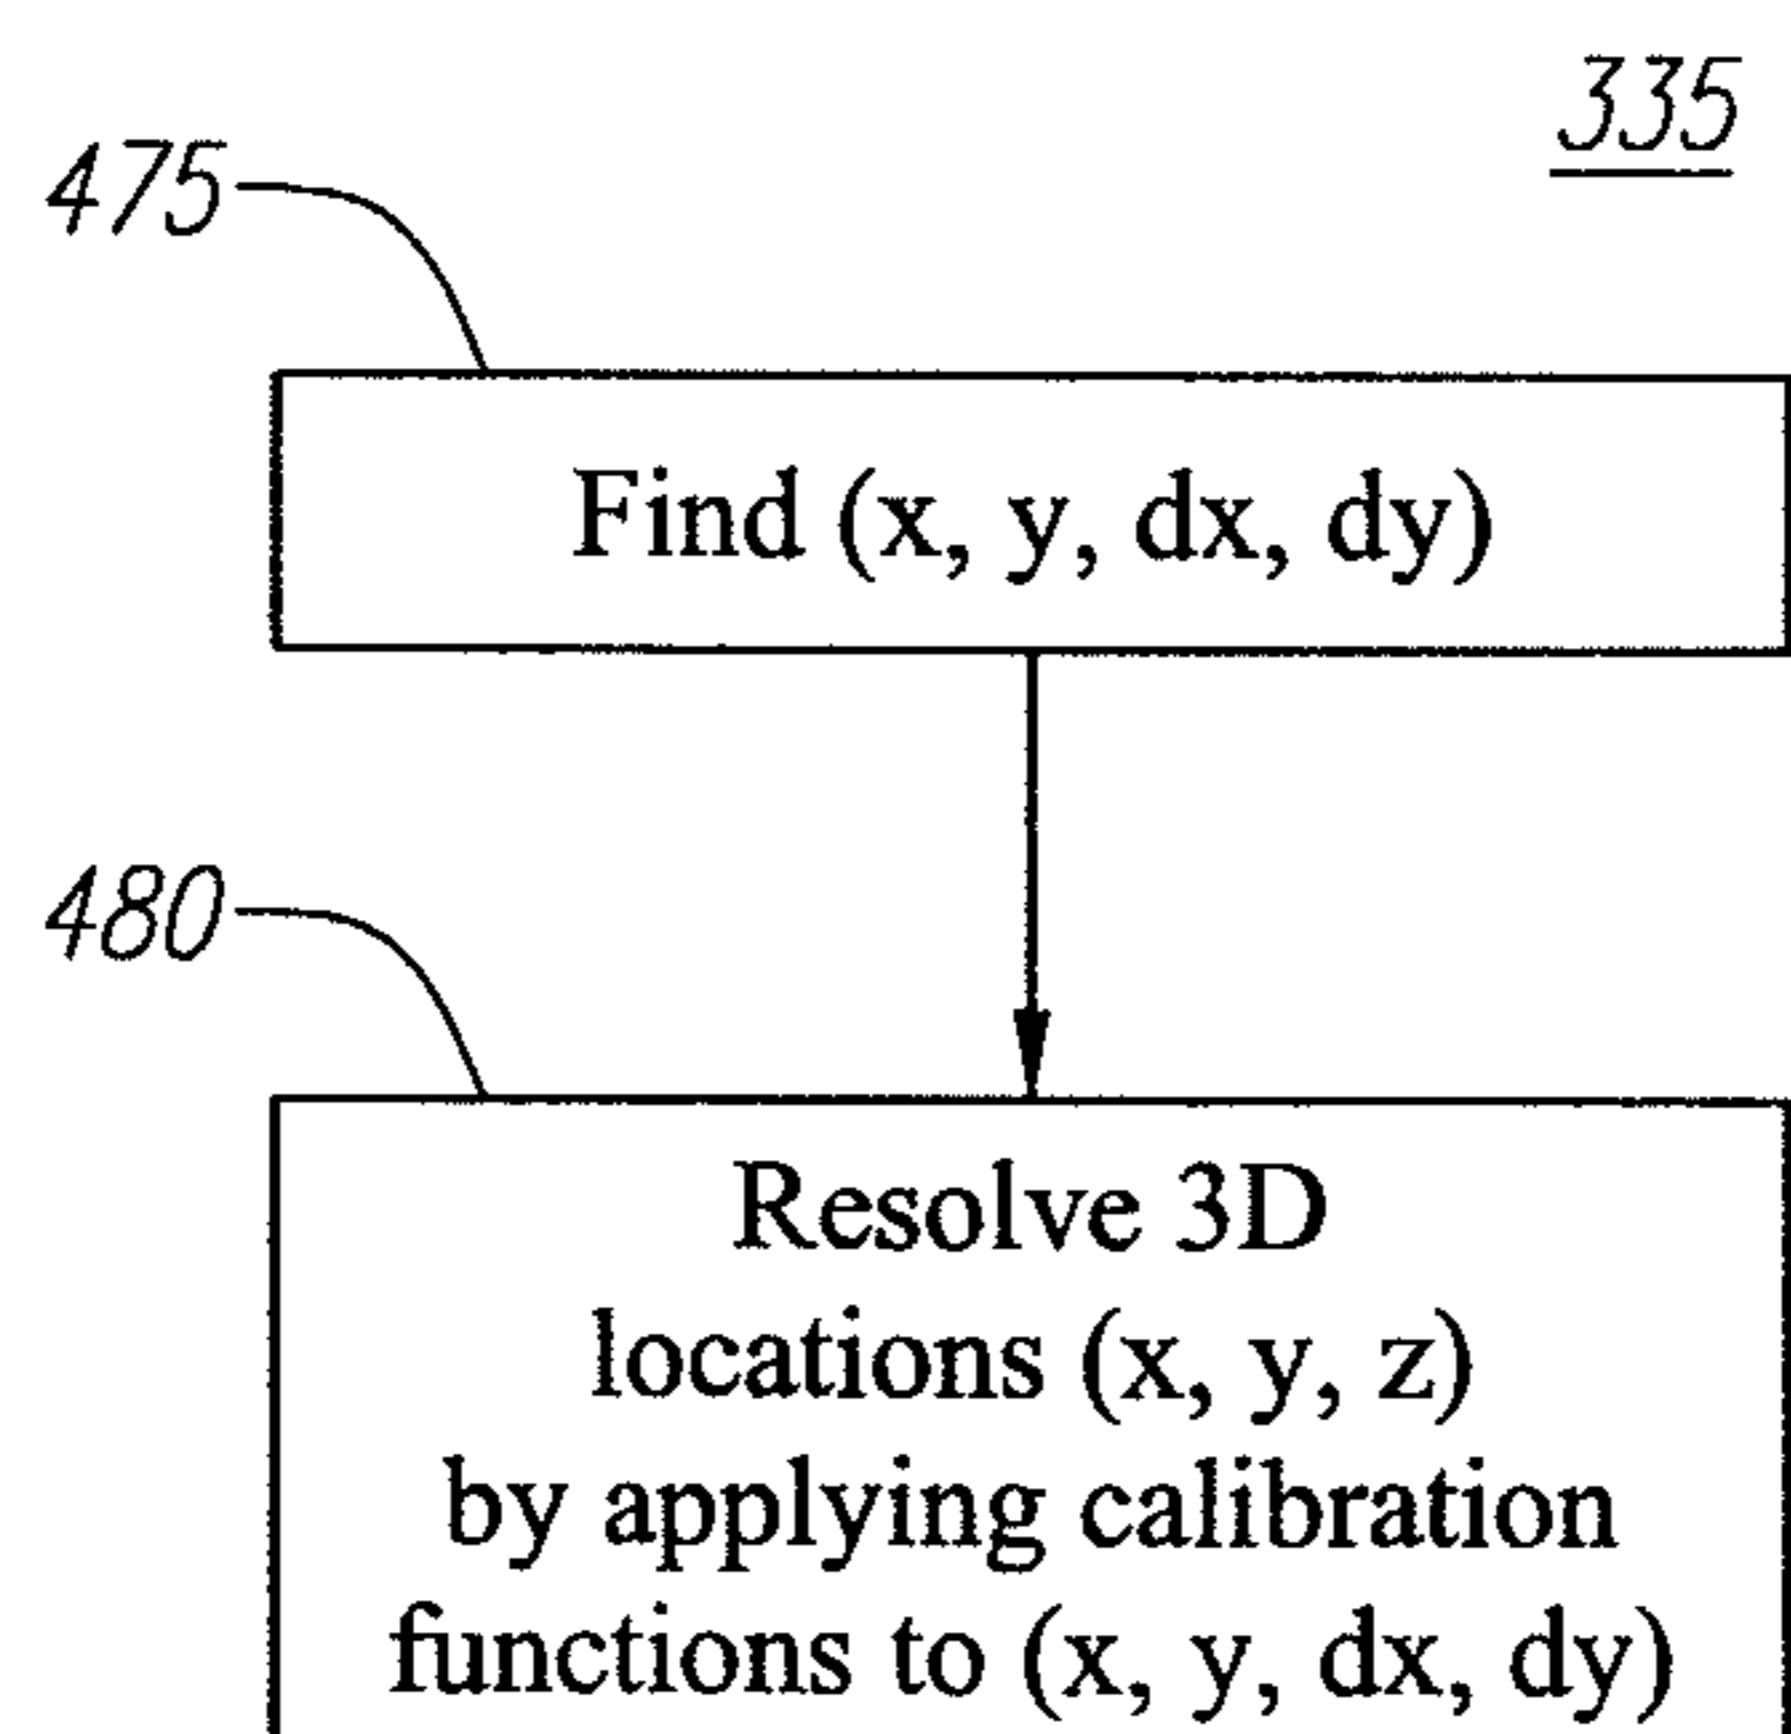 335
475
Find (x, y, dx, dy)
480
Resolve 3D
locations (x, y, z)
by applying calibration
functions to (x, y, dx, dy)